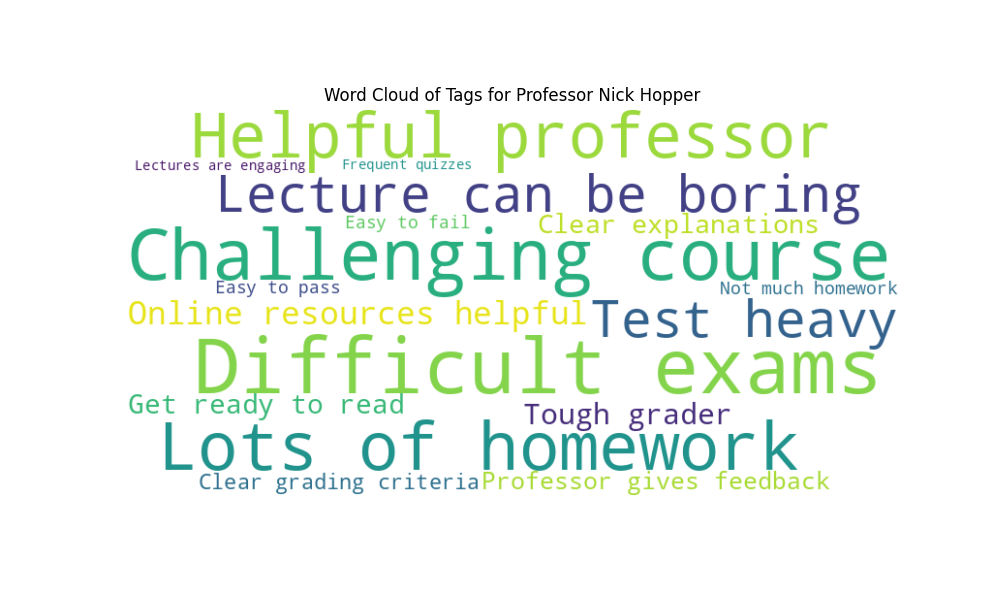 Word Cloud of Tags for Professor Nick Hopper
Helpful professor
Lectures are engaging
Frequent quizzes
Lecture can be boring
Easy to fail
Clear explanations
Challenging course
Easy to pass
Not much homework
Online resources helpful
Test heavy
Difficult exams
Get ready to read
Tough grader
Lots of homework
Clear grading criteria
Professor gives feedback